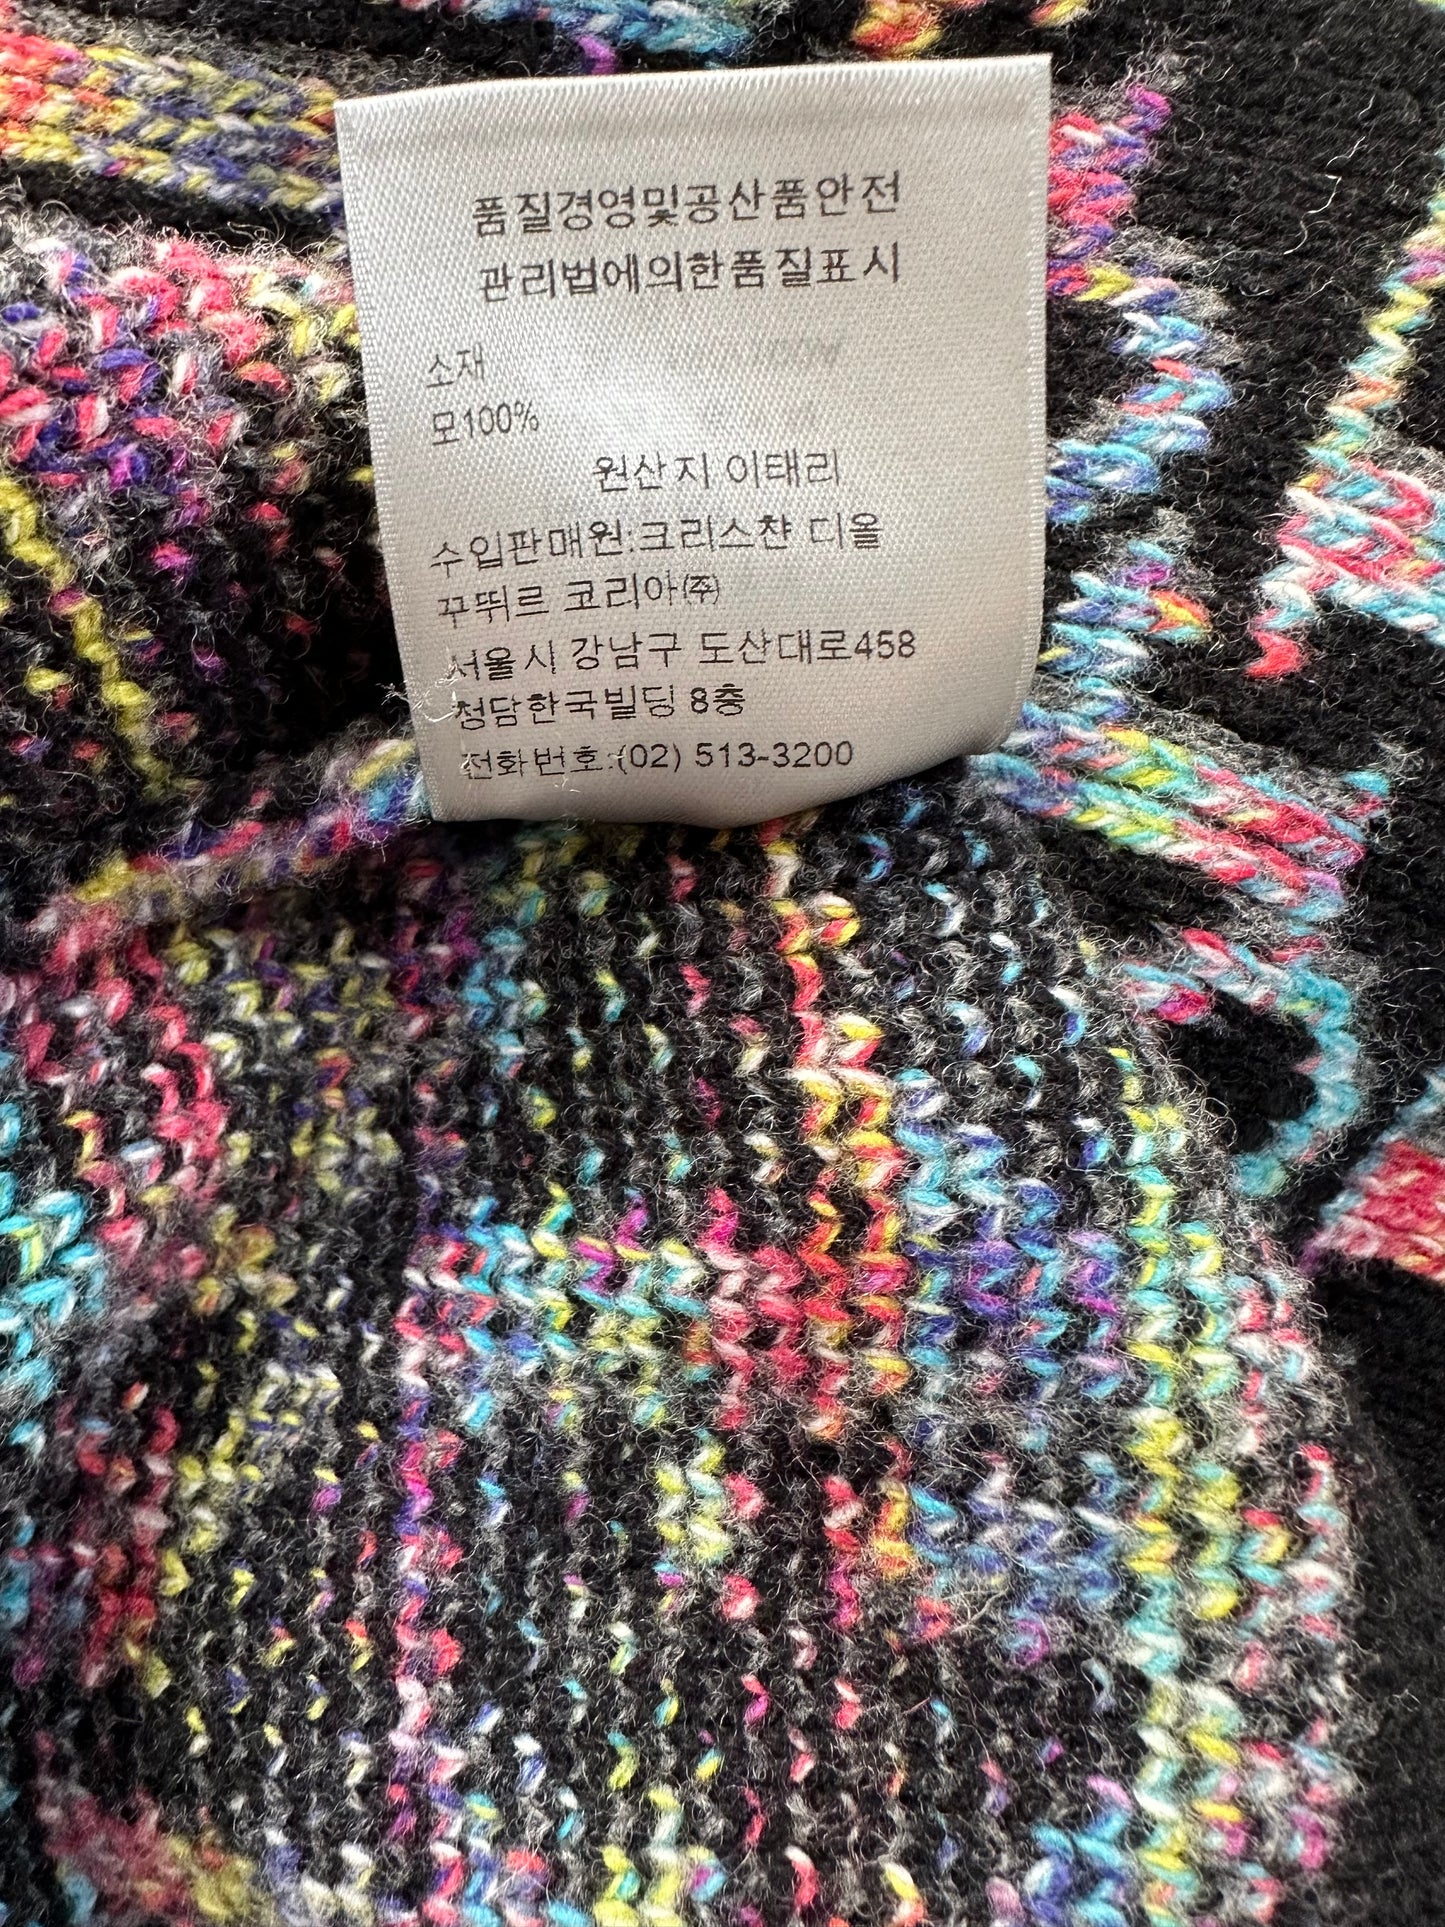 품질경영및공산품안전
관리법에의한품질표시
소재
모100%
원산지 이태리
수입판매원:크리스챤 디올
꾸뛰르 코리아㈜
서울시 강남구 도산대로458
청담한국빌딩 8층
전화번호:(02) 513-3200